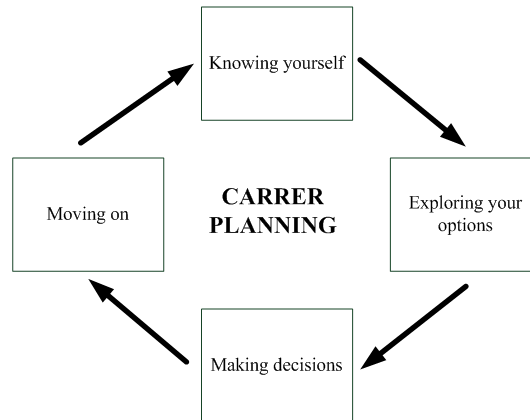 Knowing yourself
Moving on
CARRER
PLANNING
Exploring your
options
Making decisions